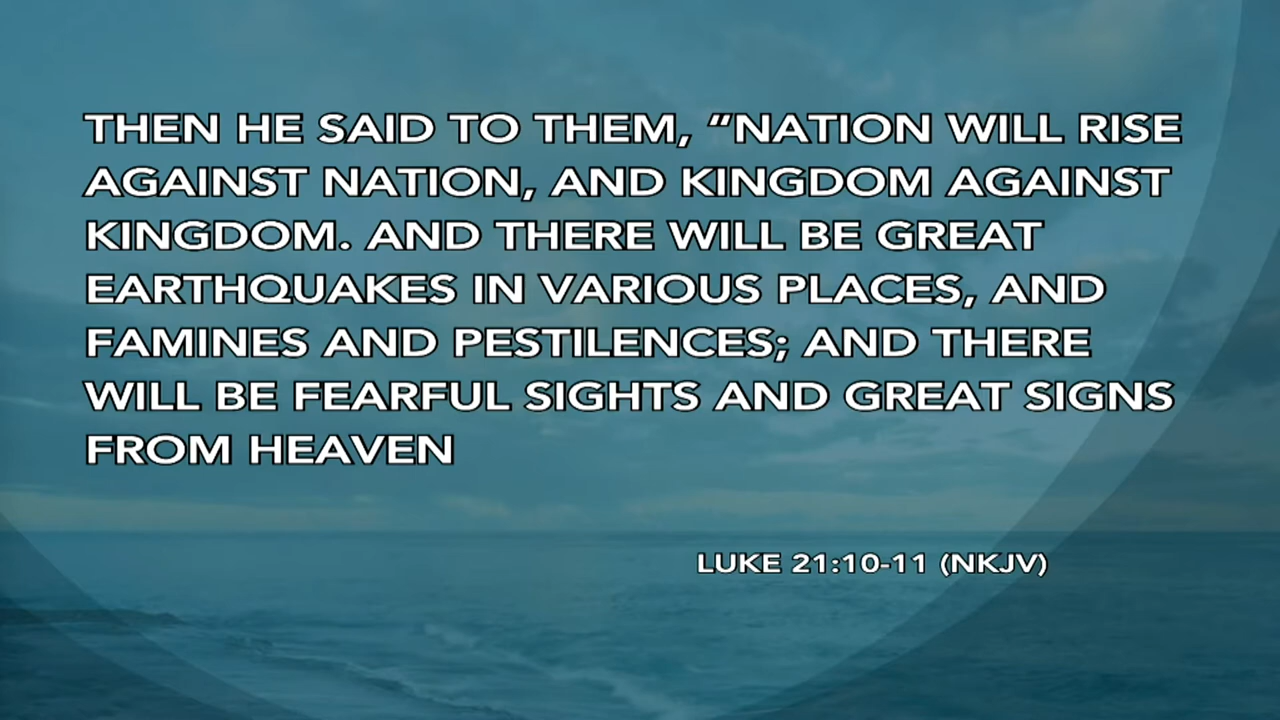 THEN HE SAID TO THEM, “NATION WILL RISE
AGAINST NATION, AND KINGDOM AGAINST
KINGDOM. AND THERE WILL BE GREAT
EARTHQUAKES IN VARIOUS PLACES, AND
FAMINES AND PESTILENCES; AND THERE
WILL BE FEARFUL SIGHTS AND GREAT SIGNS
FROM HEAVEN
LUKE 21:10-11 (NKJV)